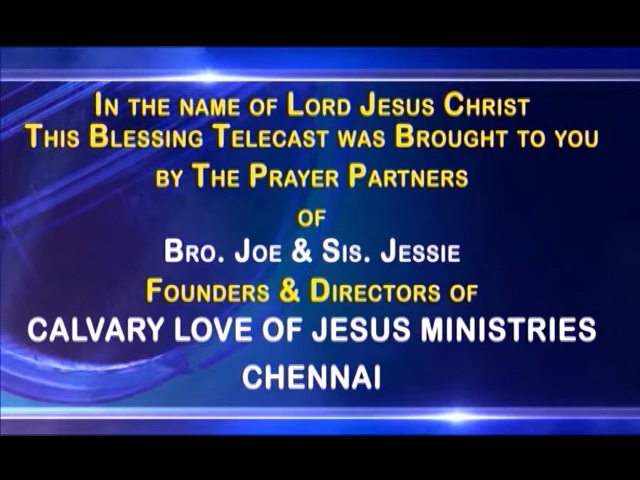 In the name of Lord Jesus Christ
This Blessing Telecast was Brought to you
by The Prayer Partners
of
Bro. Joe & Sis. Jessie
Founders & Directors of
CALVARY LOVE OF JESUS MINISTRIES
CHENNAI